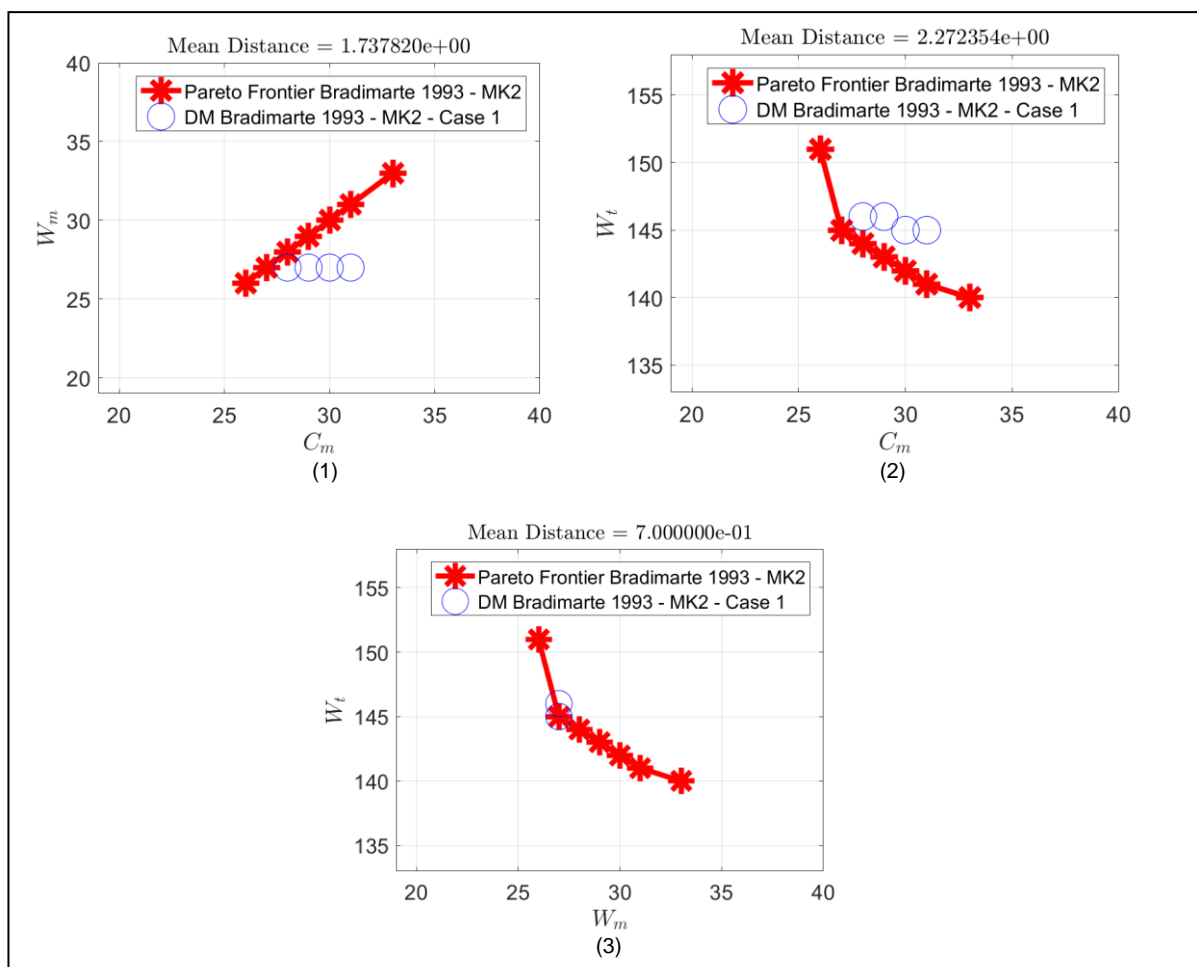 Mean Distance = 1.737820e+00
40
35
30
25
20
W_m
Pareto Frontier Bradimarte 1993 - MK2
DM Bradimarte 1993 - MK2 - Case 1
20 25 30 35 40
C_m
(1)
Mean Distance = 2.272354e+00
155
150
145
140
135
W_t
Pareto Frontier Bradimarte 1993 - MK2
DM Bradimarte 1993 - MK2 - Case 1
20 25 30 35 40
C_m
(2)
Mean Distance = 7.000000e-01
155
150
145
140
135
W_t
Pareto Frontier Bradimarte 1993 - MK2
DM Bradimarte 1993 - MK2 - Case 1
20 25 30 35 40
W_m
(3)